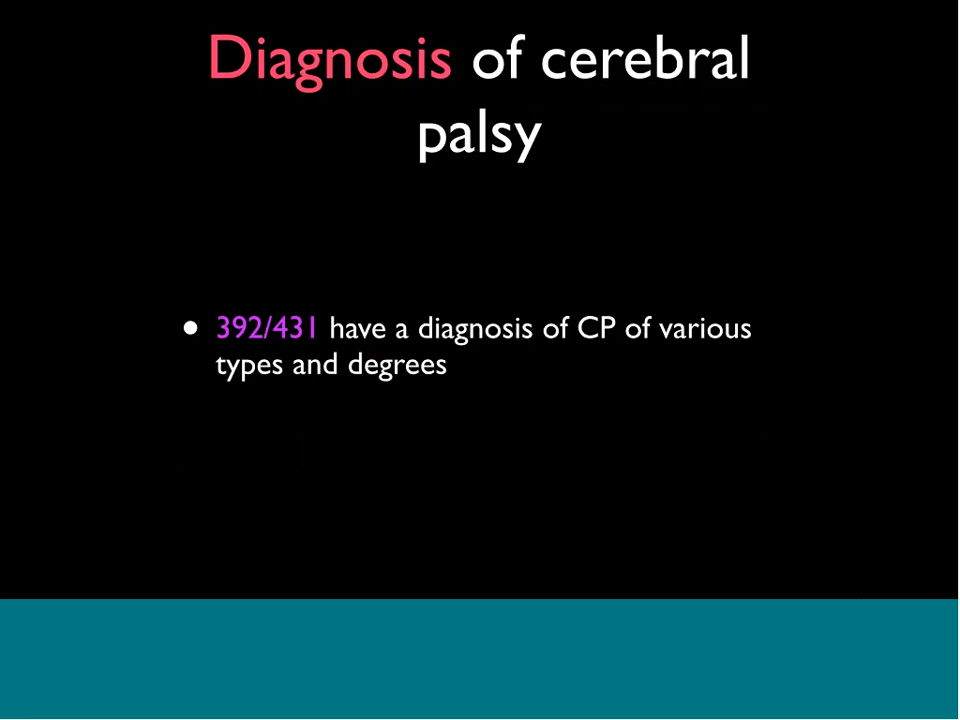 Diagnosis of cerebral
palsy
• 392/431 have a diagnosis of CP of various
types and degrees